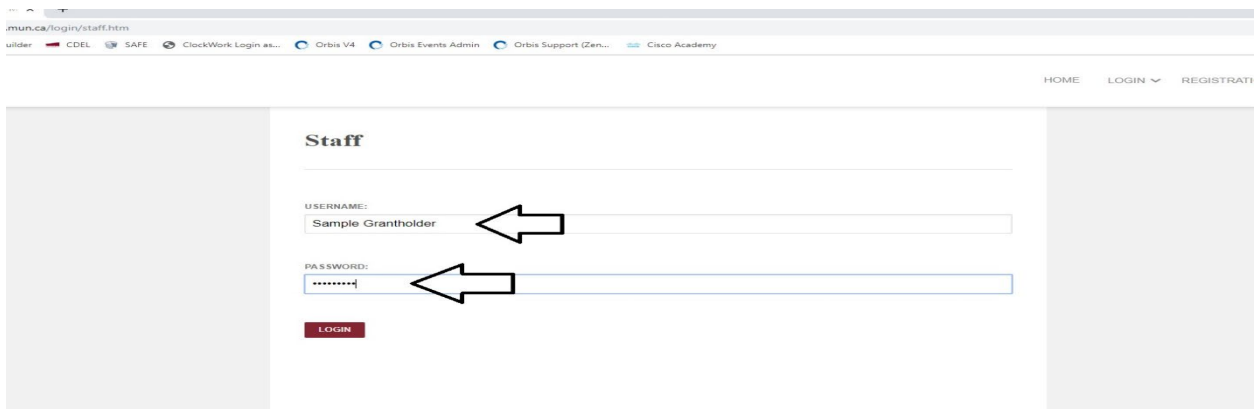 .mun.ca/login/staff.htm
uilder CDEL SAFE ClockWork Login as... Orbis V4 Orbis Events Admin Orbis Support (Zen... Cisco Academy
HOME LOGIN REGISTRATI
Staff
USERNAME:
Sample Grantholder
PASSWORD:
•••••••••
LOGIN